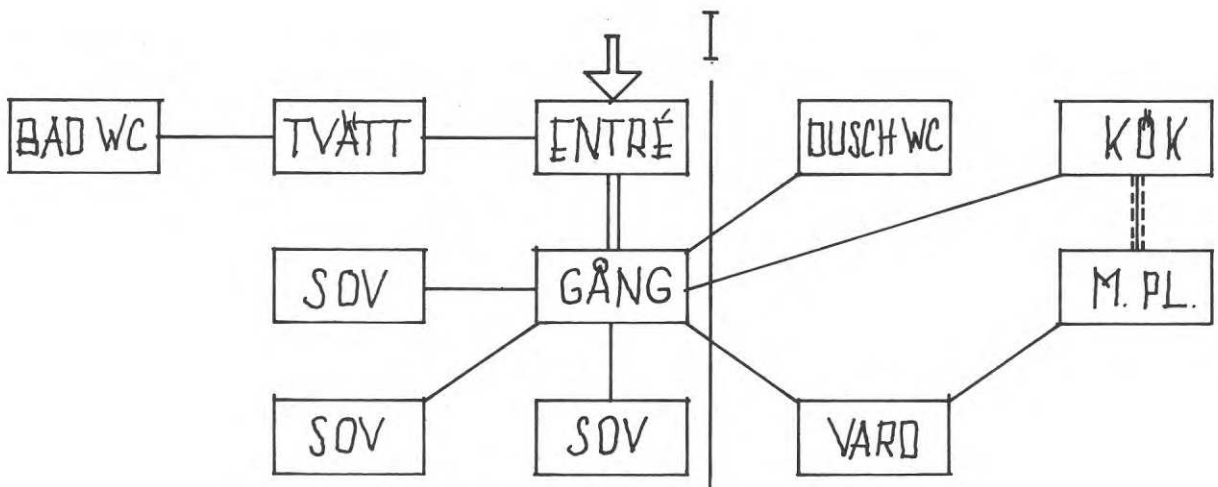 I
BAD WC TVÄTT ENTRÉ DUSCH WC KÖK
SOV GÅNG M. PL.
SOV SOV VARD